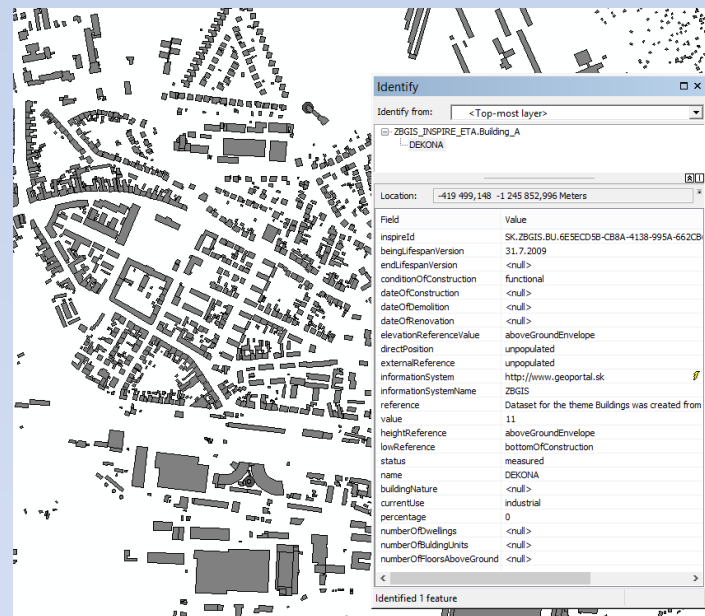 Identify
Identify from: <Top-most layer>
ZBGIS_INSPIRE_ETA.Building_A
DEKONA
Location: -419 499,148 -1 245 852,996 Meters
Field Value
inspireId SK.ZBGIS.BU.6E5ECD5B-CB8A-4138-995A-662CB
beingLifespanVersion 31.7.2009
endLifespanVersion <null>
conditionOfConstruction functional
dateOfConstruction <null>
dateOfDemolition <null>
dateOfRenovation <null>
elevationReferenceValue aboveGroundEnvelope
directPosition unpopulated
externalReference unpopulated
informationSystem http://www.geoportal.sk
informationSystemName ZBGIS
reference Dataset for the theme Buildings was created from
value 11
heightReference aboveGroundEnvelope
lowReference bottomOfConstruction
status measured
name DEKONA
buildingNature <null>
currentUse industrial
percentage 0
numberOfDwellings <null>
numberOfBuldingUnits <null>
numberOfFloorsAboveGround <null>
Identified 1 feature